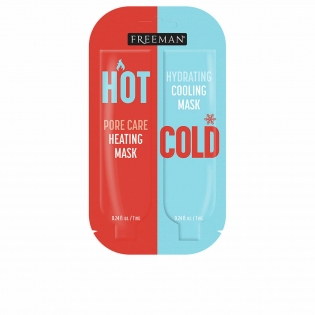 FREEMAN
HOT
PORE CARE
HEATING
MASK
0.24 fl. oz. / 7 ml
HYDRATING
COOLING
MASK
COLD
0.24 fl. oz. / 7 ml